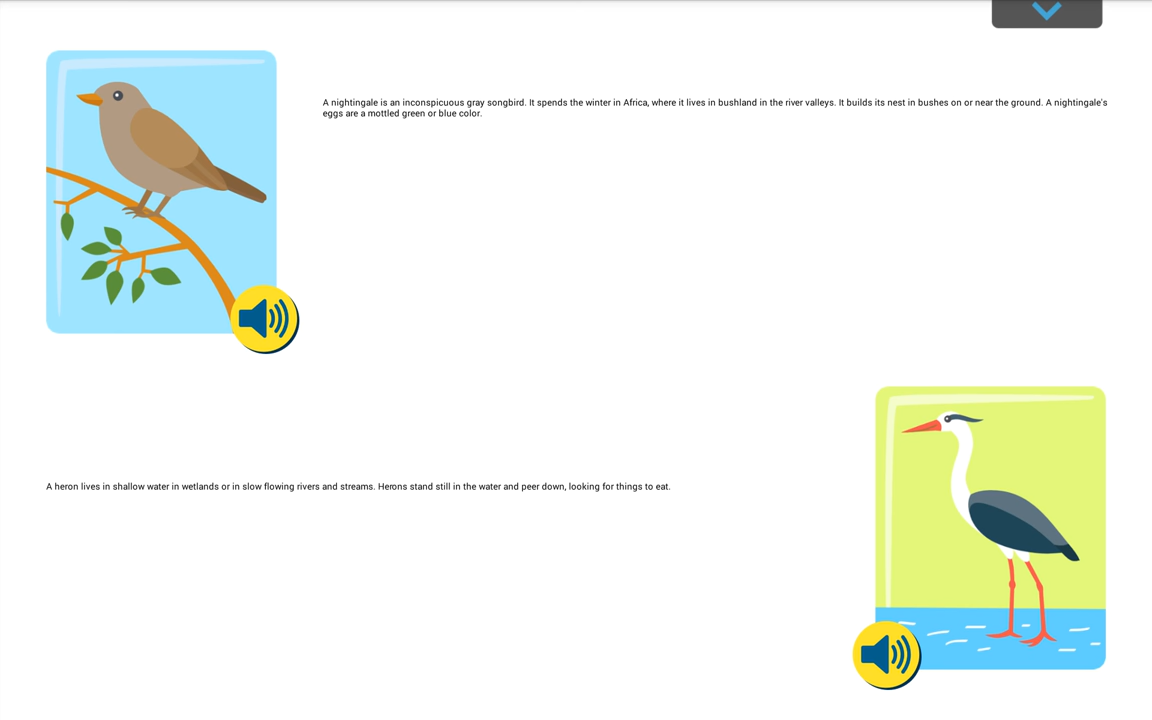 A nightingale is an inconspicuous gray songbird. It spends the winter in Africa, where it lives in bushland in the river valleys. It builds its nest in bushes on or near the ground. A nightingale's
eggs are a mottled green or blue color.
A heron lives in shallow water in wetlands or in slow flowing rivers and streams. Herons stand still in the water and peer down, looking for things to eat.